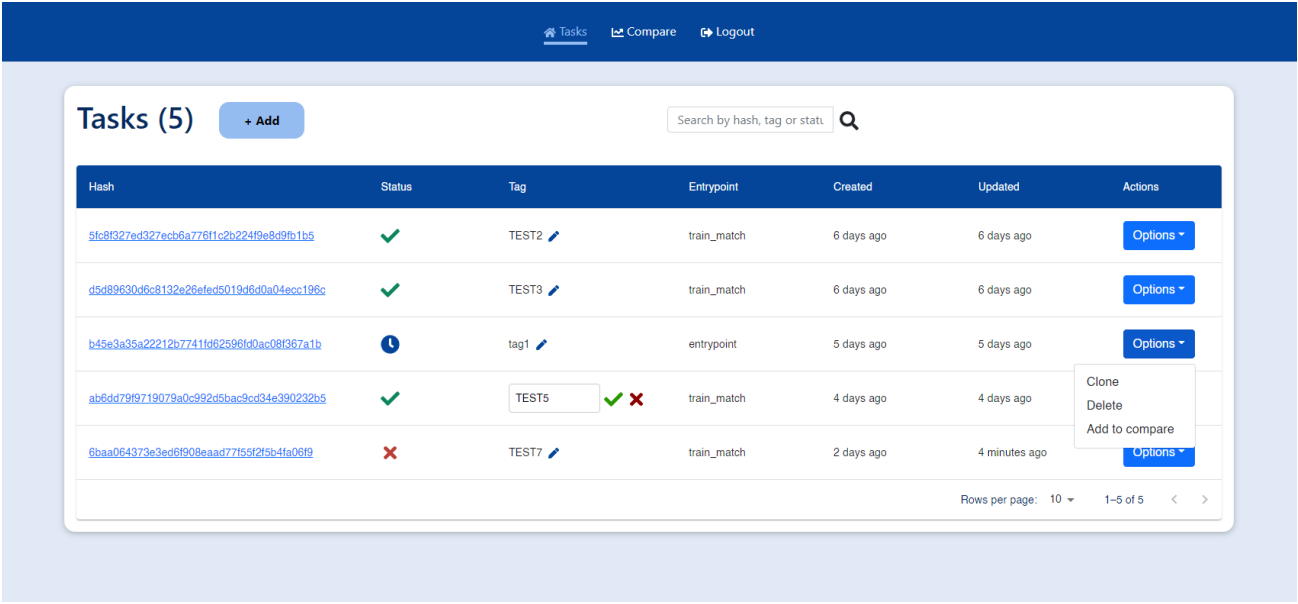 Tasks Compare Logout
Tasks (5) + Add Search by hash, tag or statu
Hash Status Tag Entrypoint Created Updated Actions
5fc8f327ed327ecb6a776f1c2b224f9e8d9fb1b5 TEST2 train_match 6 days ago 6 days ago Options
d5d89630d6c8132e26efed5019d6d0a04ecc196c TEST3 train_match 6 days ago 6 days ago Options
b45e3a35a22212b7741fd62596fd0ac08f367a1b tag1 entrypoint 5 days ago 5 days ago Options
Clone
ab6dd79f9719079a0c992d5bac9cd34e390232b5 TEST5 train_match 4 days ago 4 days ago
Delete
Add to compare
6baa064373e3ed6f908eaad77f55f2f5b4fa06f9 TEST7 train_match 2 days ago 4 minutes ago Options
Rows per page: 10 1–5 of 5